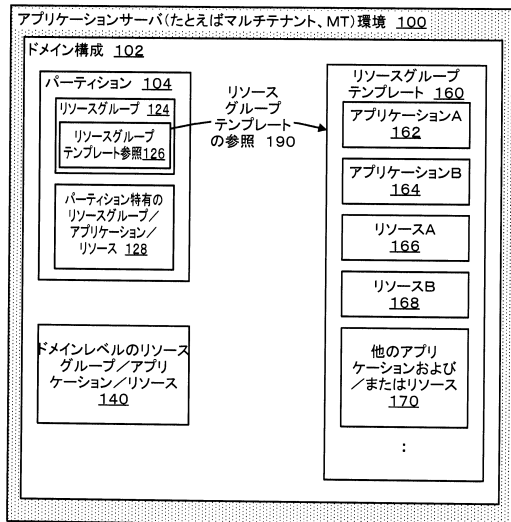 アプリケーションサーバ(たとえばマルチテナント、MT)環境 100
ドメイン構成 102
パーティション 104
リソースグループ 124
リソースグループ
テンプレート参照126
パーティション特有の
リソースグループ/
アプリケーション/
リソース 128
ドメインレベルのリソース
グループ/アプリ
ケーション/リソース
140
リソース
グループ
テンプレート
の参照 190
リソースグループ
テンプレート 160
アプリケーションA
162
アプリケーションB
164
リソースA
166
リソースB
168
他のアプリ
ケーションおよび
/またはリソース
170
: